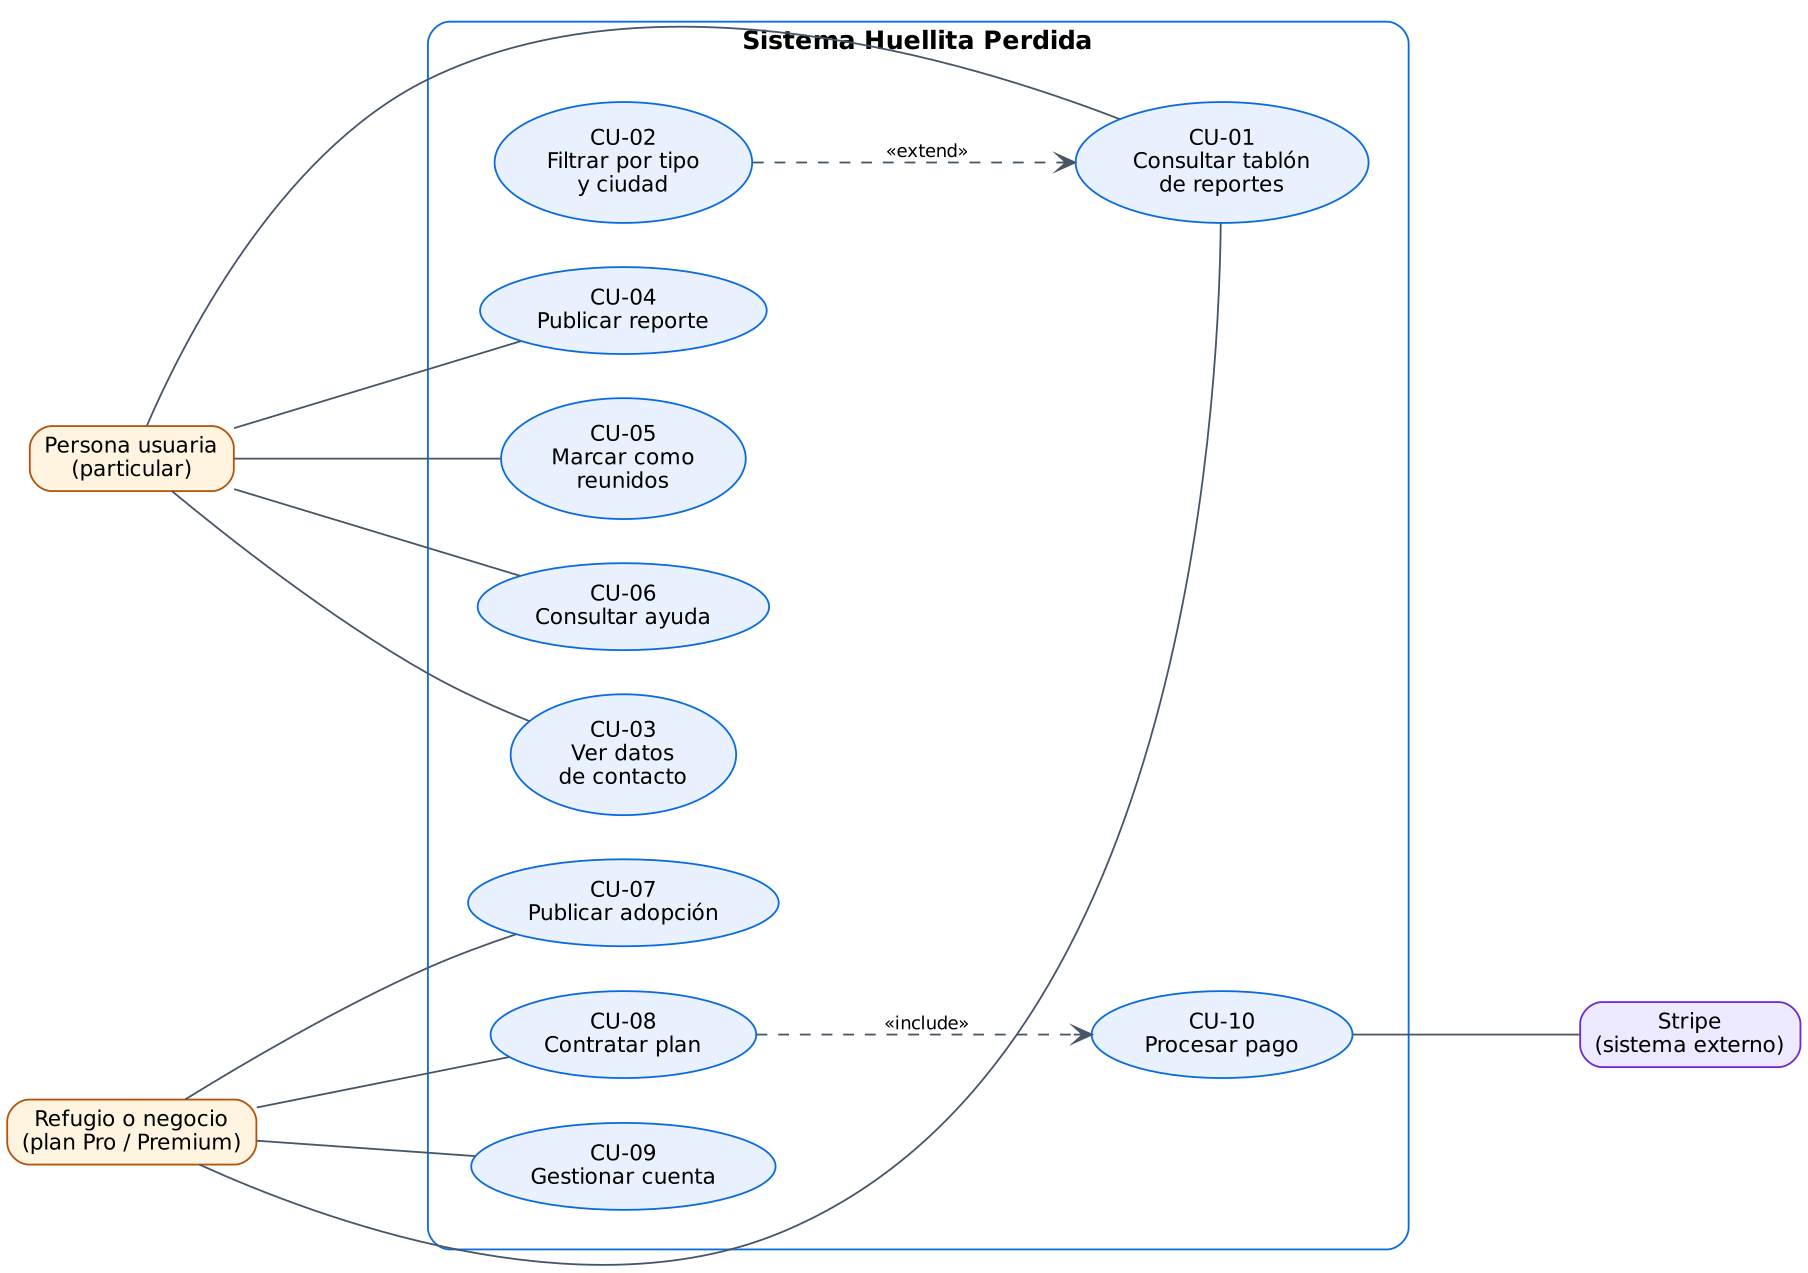 Sistema Huellita Perdida
CU-02
Filtrar por tipo
y ciudad
«extend»
CU-01
Consultar tablón
de reportes
CU-04
Publicar reporte
Persona usuaria
(particular)
CU-05
Marcar como
reunidos
CU-06
Consultar ayuda
CU-03
Ver datos
de contacto
CU-07
Publicar adopción
CU-08
Contratar plan
«include»
CU-10
Procesar pago
Stripe
(sistema externo)
Refugio o negocio
(plan Pro / Premium)
CU-09
Gestionar cuenta